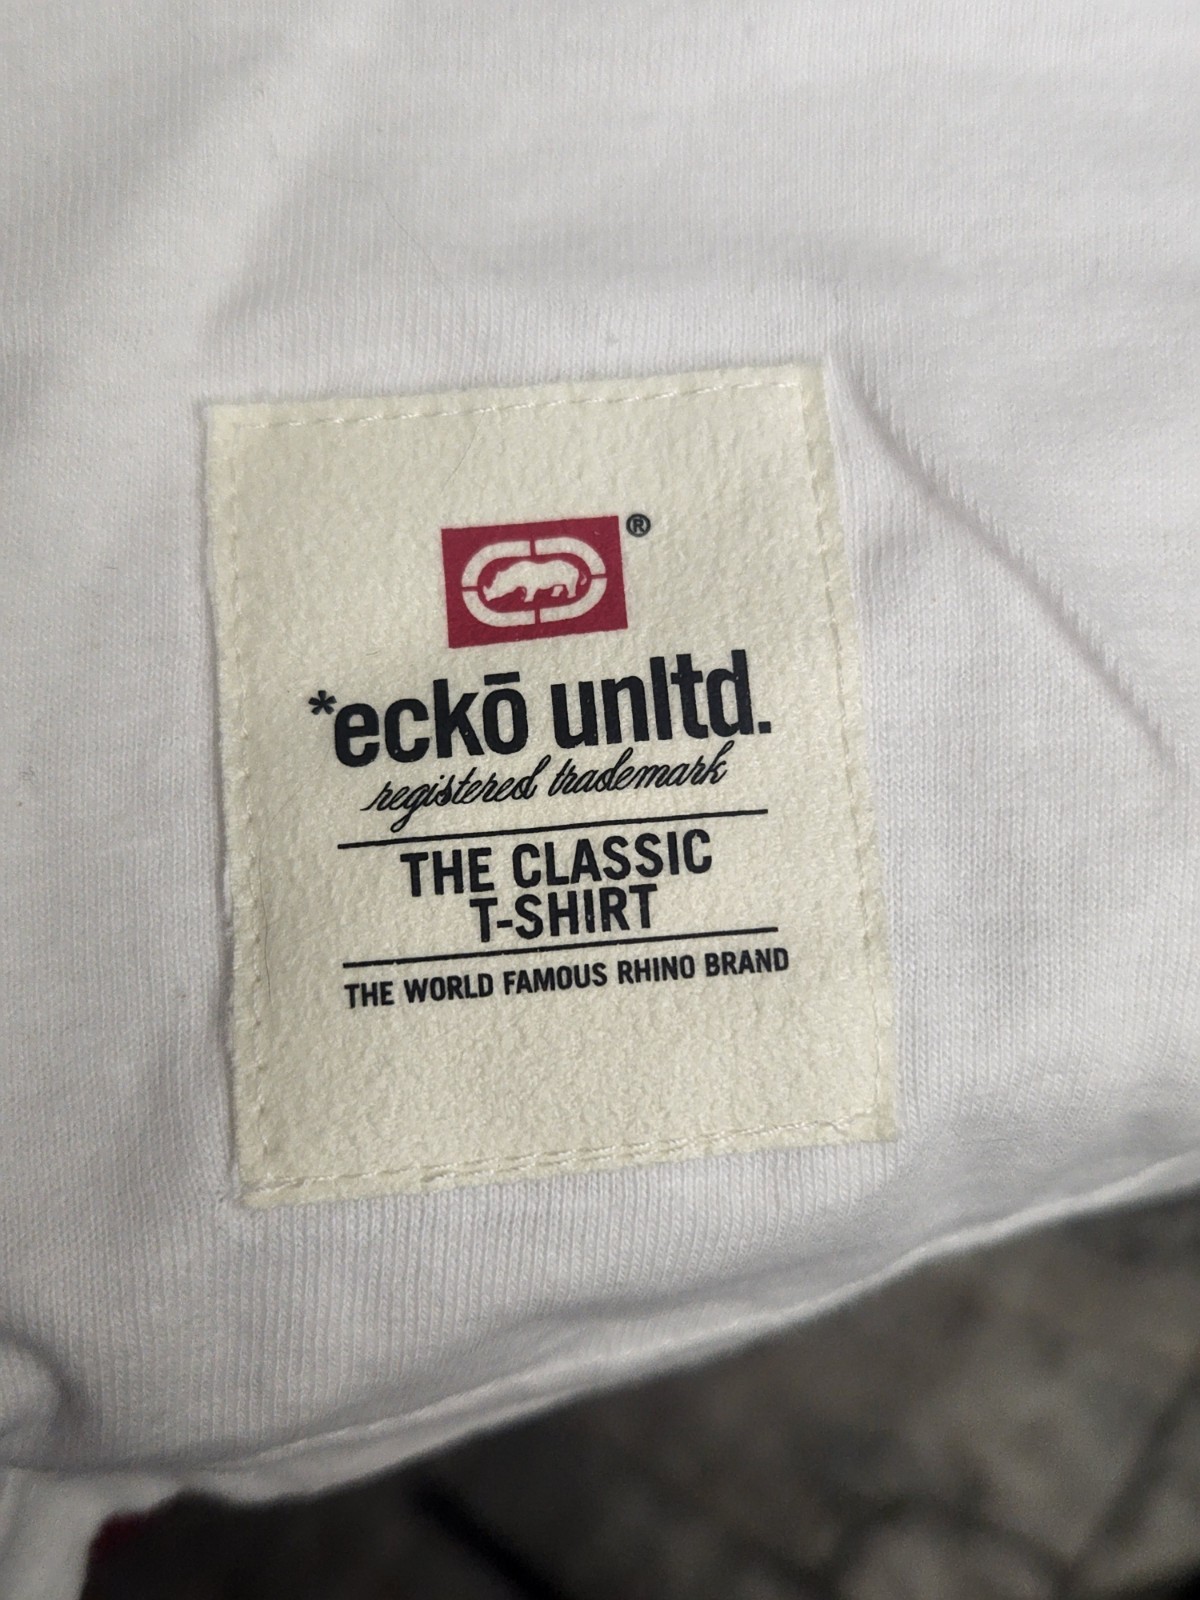 ®
*eckō unltd.
registered trademark
THE CLASSIC
T-SHIRT
THE WORLD FAMOUS RHINO BRAND